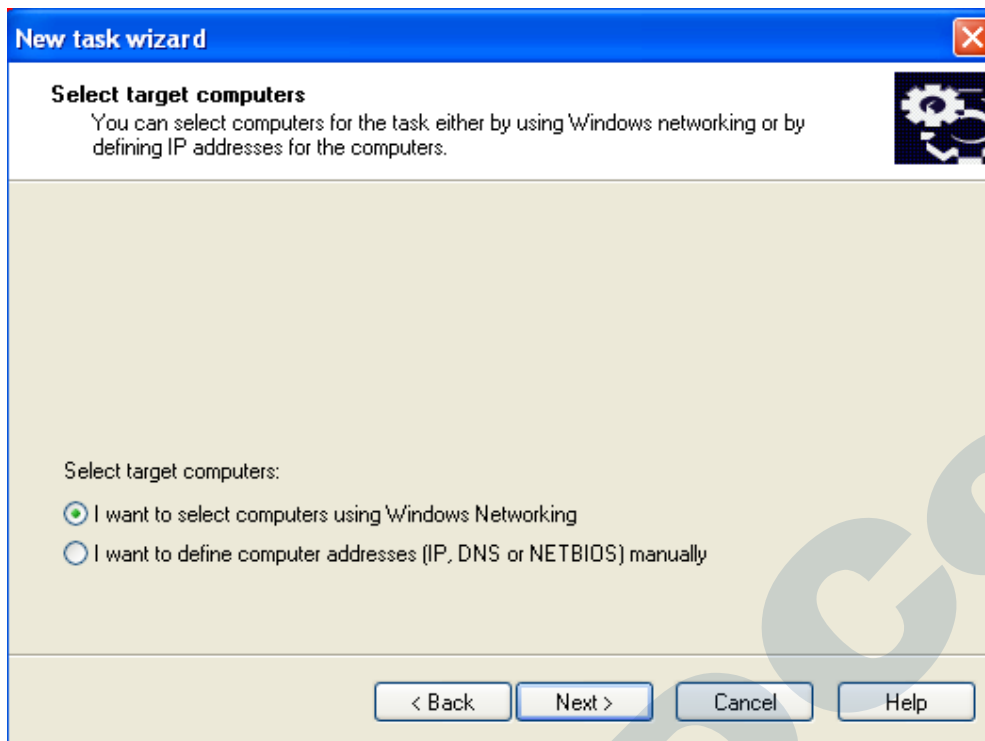 New task wizard
Select target computers
You can select computers for the task either by using Windows networking or by
defining IP addresses for the computers.
Select target computers:
I want to select computers using Windows Networking
I want to define computer addresses (IP, DNS or NETBIOS) manually
< Back Next > Cancel Help